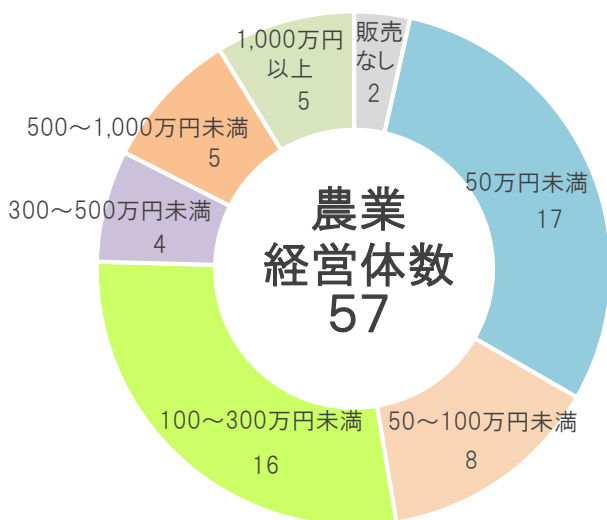 販売
なし
2
50万円未満
17
50～100万円未満
8
100～300万円未満
16
300～500万円未満
4
500～1,000万円未満
5
1,000万円
以上
5
農業
経営体数
57